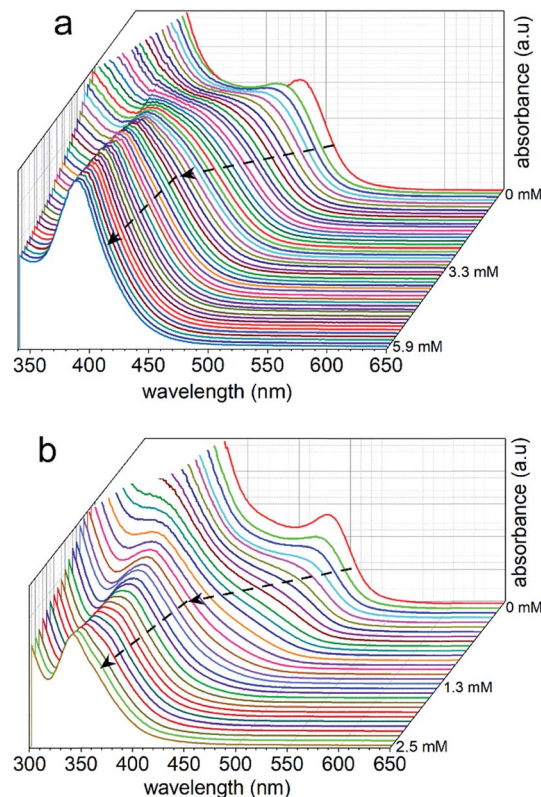 a
absorbance (a.u)
0 mM
3.3 mM
5.9 mM
350 400 450 500 550 600 650
wavelength (nm)
b
absorbance (a.u)
0 mM
1.3 mM
2.5 mM
300 350 400 450 500 550 600 650
wavelength (nm)